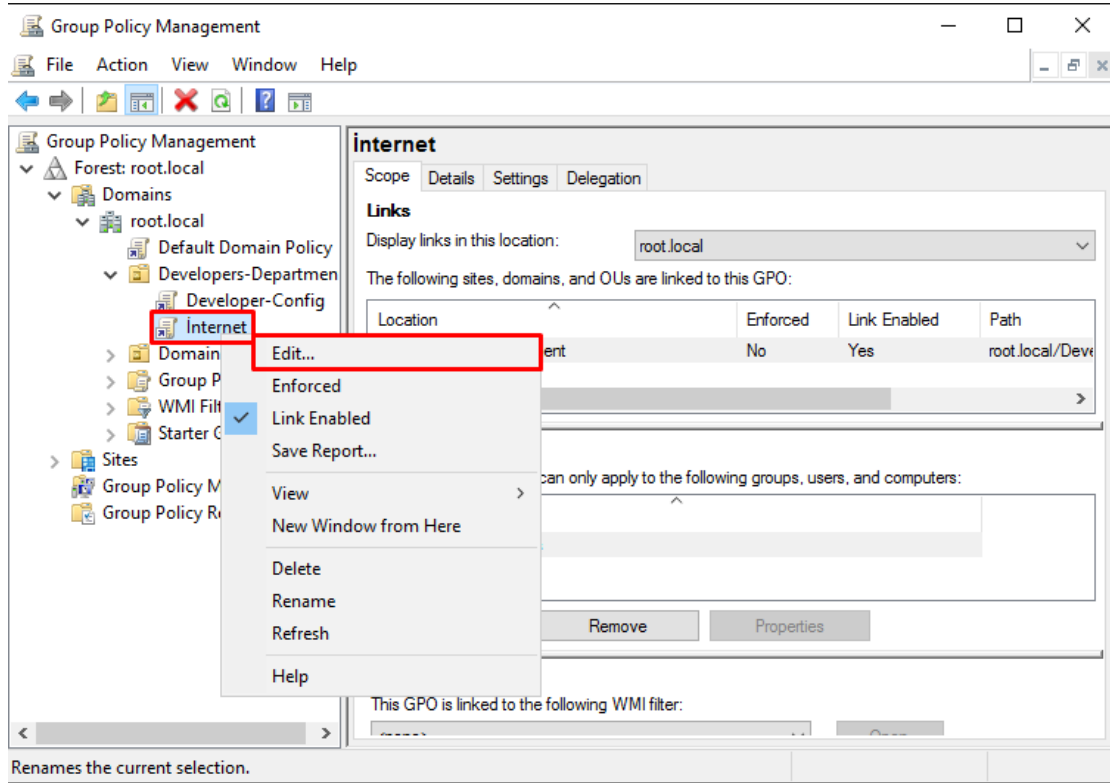 Group Policy Management
File Action View Window Help
Group Policy Management
Forest: root.local
Domains
root.local
Default Domain Policy
Developers-Departmen
Developer-Config
İnternet
Domain
Group P
WMI Filt
Starter G
Sites
Group Policy M
Group Policy Re
Edit...
Enforced
Link Enabled
Save Report...
View
New Window from Here
Delete
Rename
Refresh
Help
İnternet
Scope Details Settings Delegation
Links
Display links in this location: root.local
The following sites, domains, and OUs are linked to this GPO:
Location Enforced Link Enabled Path
ent No Yes root.local/Deve
can only apply to the following groups, users, and computers:
Remove Properties
This GPO is linked to the following WMI filter:
Renames the current selection.